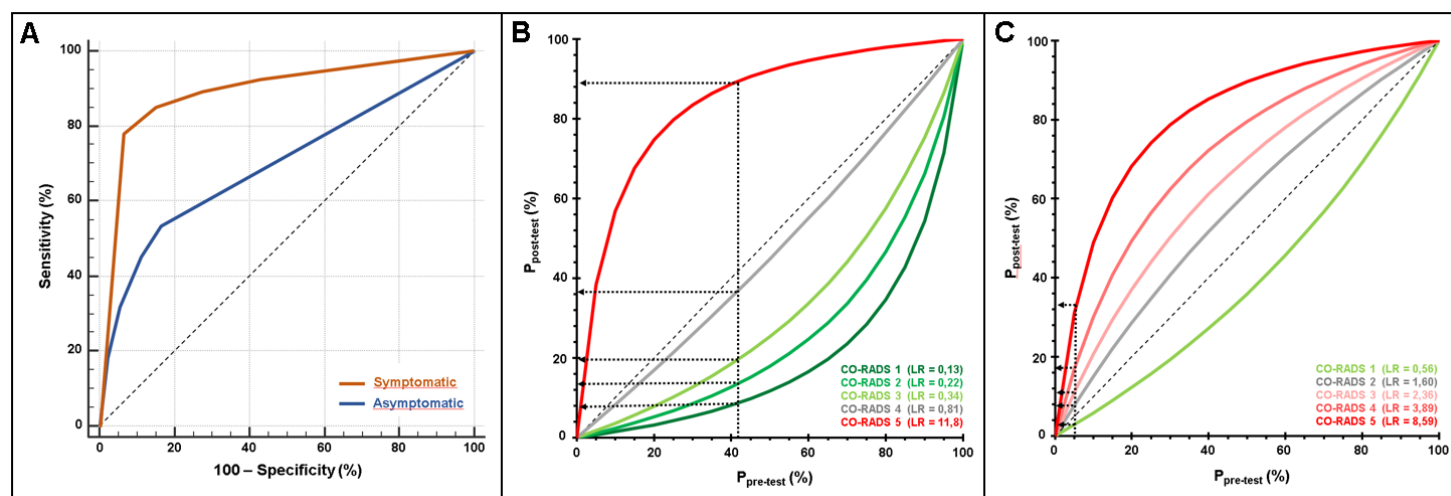 A
100
80
60
40
20
0
Sensitivity (%)
Symptomatic
Asymptomatic
0 20 40 60 80 100
100 – Specificity (%)
B
100
80
60
40
20
0
Ppost-test (%)
CO-RADS 1 (LR = 0,13)
CO-RADS 2 (LR = 0,22)
CO-RADS 3 (LR = 0,34)
CO-RADS 4 (LR = 0,81)
CO-RADS 5 (LR = 11,8)
0 20 40 60 80 100
Ppre-test (%)
C
100
80
60
40
20
0
Ppost-test (%)
CO-RADS 1 (LR = 0,56)
CO-RADS 2 (LR = 1,60)
CO-RADS 3 (LR = 2,36)
CO-RADS 4 (LR = 3,89)
CO-RADS 5 (LR = 8,59)
0 20 40 60 80 100
Ppre-test (%)